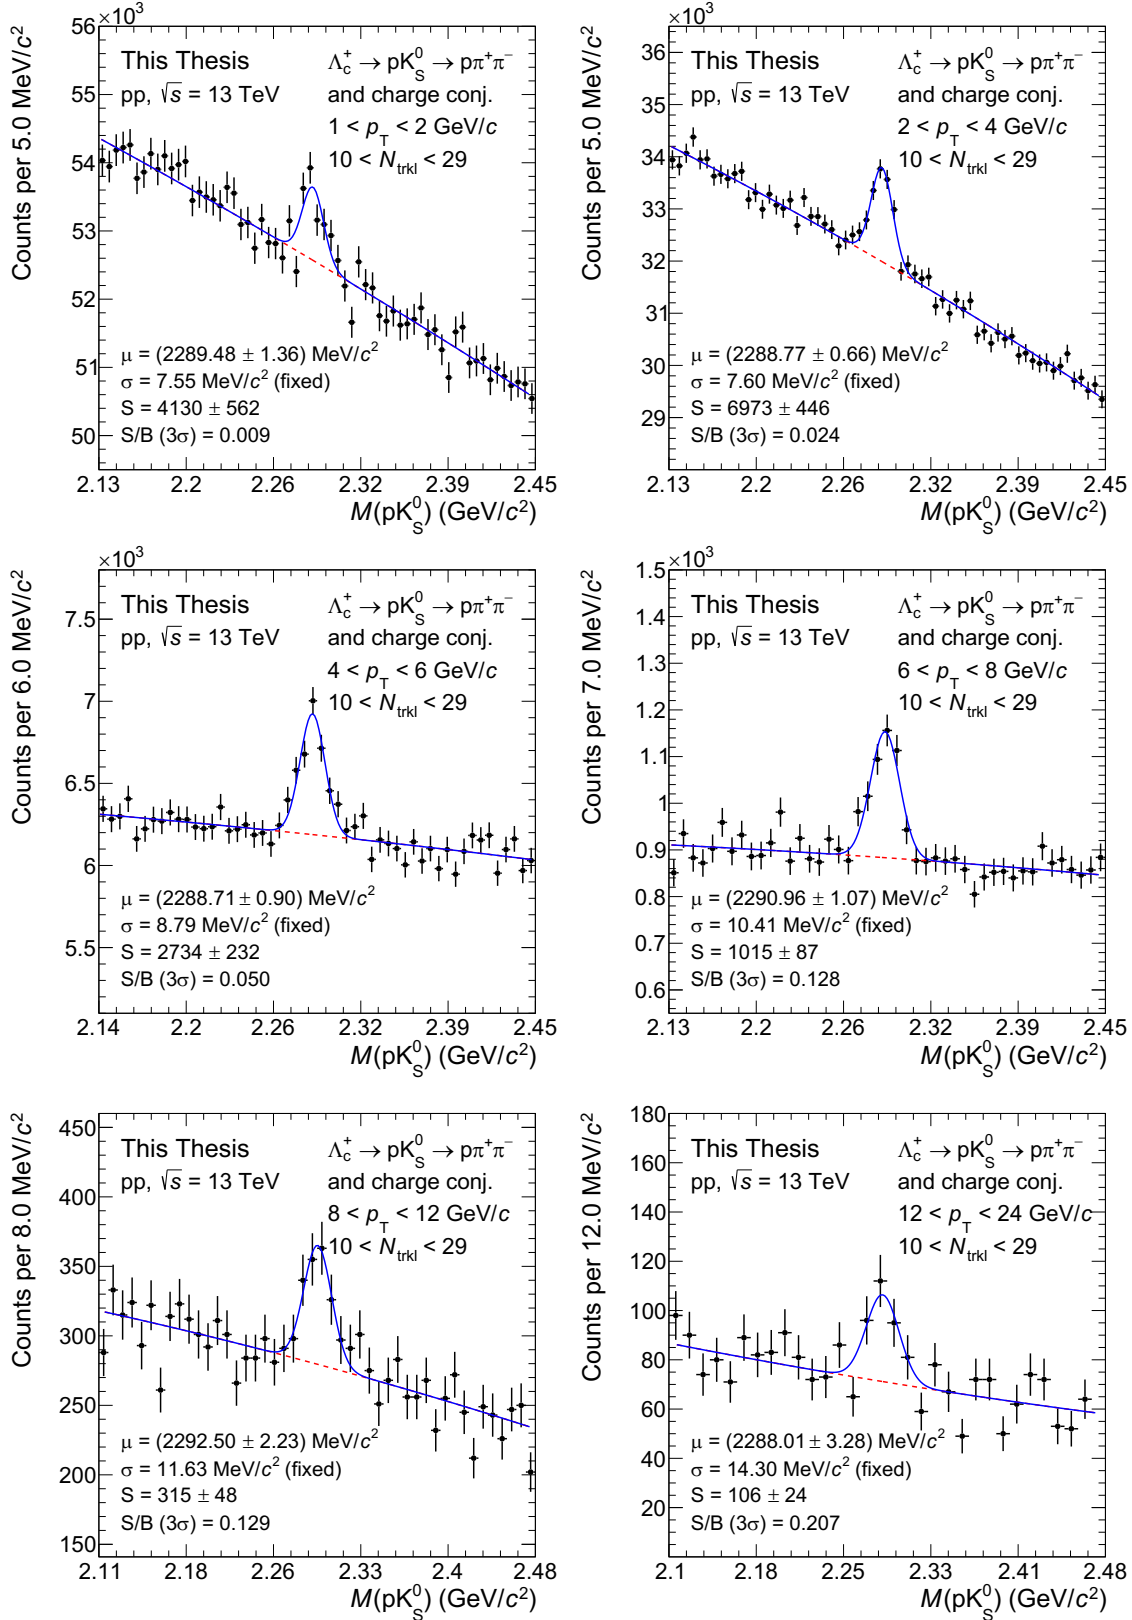 ×10³
56
55
54
53
52
51
50
Counts per 5.0 MeV/c²
This Thesis
pp, √s = 13 TeV
Λc⁺ → pK⁰S → pπ⁺π⁻
and charge conj.
1 < pT < 2 GeV/c
10 < Ntrkl < 29
μ = (2289.48 ± 1.36) MeV/c²
σ = 7.55 MeV/c² (fixed)
S = 4130 ± 562
S/B (3σ) = 0.009
2.13 2.2 2.26 2.33 2.39 2.45
M(pK⁰S) (GeV/c²)
×10³
36
35
34
33
32
31
30
29
Counts per 5.0 MeV/c²
This Thesis
pp, √s = 13 TeV
Λc⁺ → pK⁰S → pπ⁺π⁻
and charge conj.
2 < pT < 4 GeV/c
10 < Ntrkl < 29
μ = (2288.77 ± 0.66) MeV/c²
σ = 7.60 MeV/c² (fixed)
S = 6973 ± 446
S/B (3σ) = 0.024
2.13 2.2 2.26 2.33 2.39 2.45
M(pK⁰S) (GeV/c²)
×10³
7.5
7
6.5
6
5.5
Counts per 6.0 MeV/c²
This Thesis
pp, √s = 13 TeV
Λc⁺ → pK⁰S → pπ⁺π⁻
and charge conj.
4 < pT < 6 GeV/c
10 < Ntrkl < 29
μ = (2288.71 ± 0.90) MeV/c²
σ = 8.79 MeV/c² (fixed)
S = 2734 ± 232
S/B (3σ) = 0.050
2.14 2.2 2.26 2.33 2.39 2.45
M(pK⁰S) (GeV/c²)
×10³
1.5
1.4
1.3
1.2
1.1
1
0.9
0.8
0.7
0.6
Counts per 7.0 MeV/c²
This Thesis
pp, √s = 13 TeV
Λc⁺ → pK⁰S → pπ⁺π⁻
and charge conj.
6 < pT < 8 GeV/c
10 < Ntrkl < 29
μ = (2290.96 ± 1.07) MeV/c²
σ = 10.41 MeV/c² (fixed)
S = 1015 ± 87
S/B (3σ) = 0.128
2.13 2.2 2.26 2.32 2.39 2.45
M(pK⁰S) (GeV/c²)
450
400
350
300
250
200
150
Counts per 8.0 MeV/c²
This Thesis
pp, √s = 13 TeV
Λc⁺ → pK⁰S → pπ⁺π⁻
and charge conj.
8 < pT < 12 GeV/c
10 < Ntrkl < 29
μ = (2292.50 ± 2.23) MeV/c²
σ = 11.63 MeV/c² (fixed)
S = 315 ± 48
S/B (3σ) = 0.129
2.11 2.18 2.26 2.33 2.4 2.48
M(pK⁰S) (GeV/c²)
180
160
140
120
100
80
60
40
20
Counts per 12.0 MeV/c²
This Thesis
pp, √s = 13 TeV
Λc⁺ → pK⁰S → pπ⁺π⁻
and charge conj.
12 < pT < 24 GeV/c
10 < Ntrkl < 29
μ = (2288.01 ± 3.28) MeV/c²
σ = 14.30 MeV/c² (fixed)
S = 106 ± 24
S/B (3σ) = 0.207
2.1 2.18 2.25 2.33 2.41 2.48
M(pK⁰S) (GeV/c²)